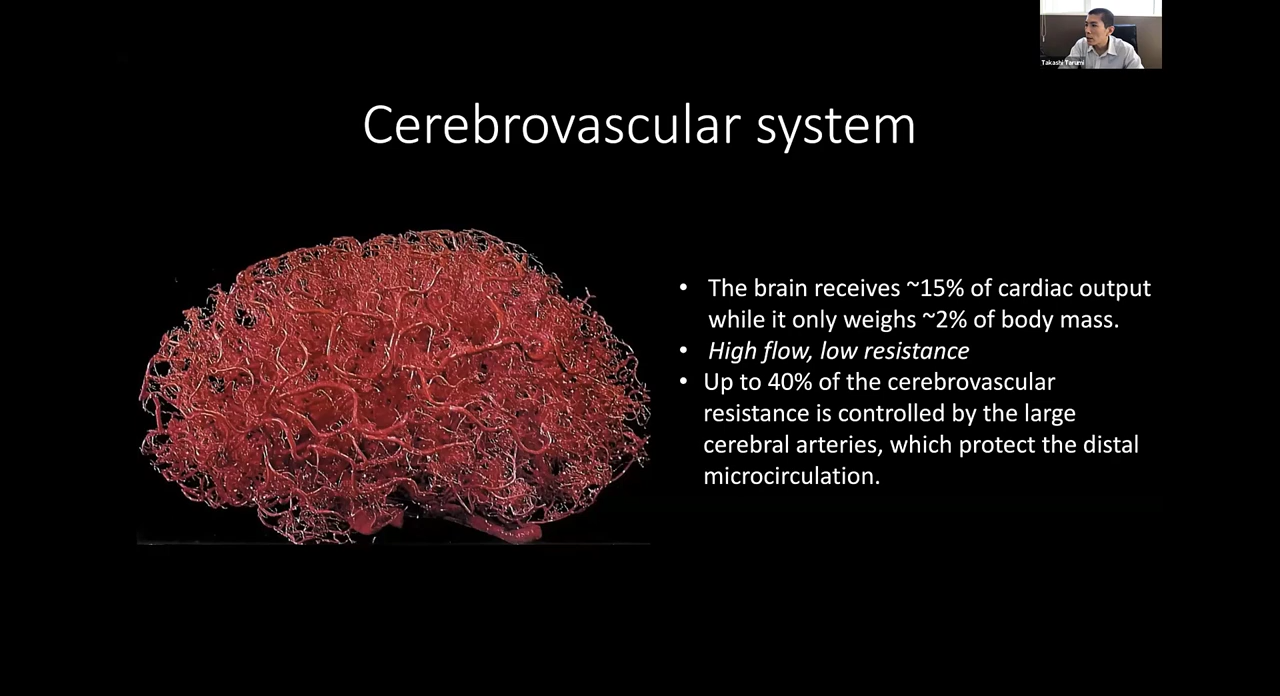 Takashi Tarumi
Cerebrovascular system
• The brain receives ~15% of cardiac output
while it only weighs ~2% of body mass.
• High flow, low resistance
• Up to 40% of the cerebrovascular
resistance is controlled by the large
cerebral arteries, which protect the distal
microcirculation.